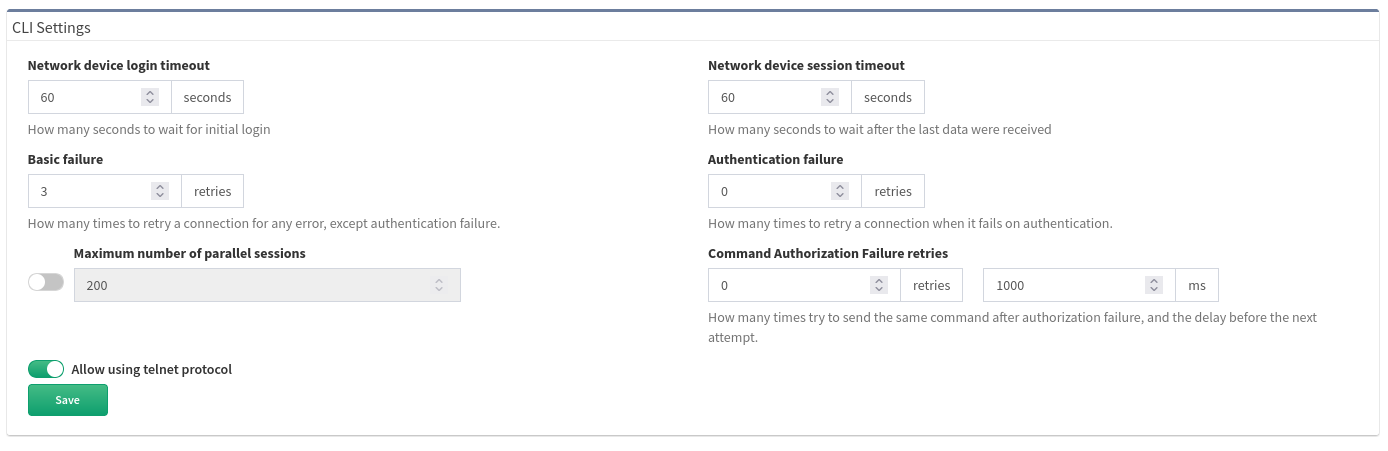 CLI Settings
Network device login timeout
60 seconds
How many seconds to wait for initial login
Network device session timeout
60 seconds
How many seconds to wait after the last data were received
Basic failure
3 retries
How many times to retry a connection for any error, except authentication failure.
Authentication failure
0 retries
How many times to retry a connection when it fails on authentication.
Maximum number of parallel sessions
200
Command Authorization Failure retries
0 retries 1000 ms
How many times try to send the same command after authorization failure, and the delay before the next
attempt.
Allow using telnet protocol
Save